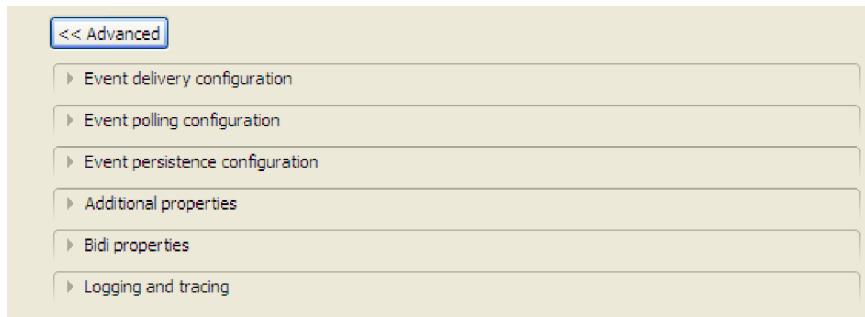 << Advanced
Event delivery configuration
Event polling configuration
Event persistence configuration
Additional properties
Bidi properties
Logging and tracing